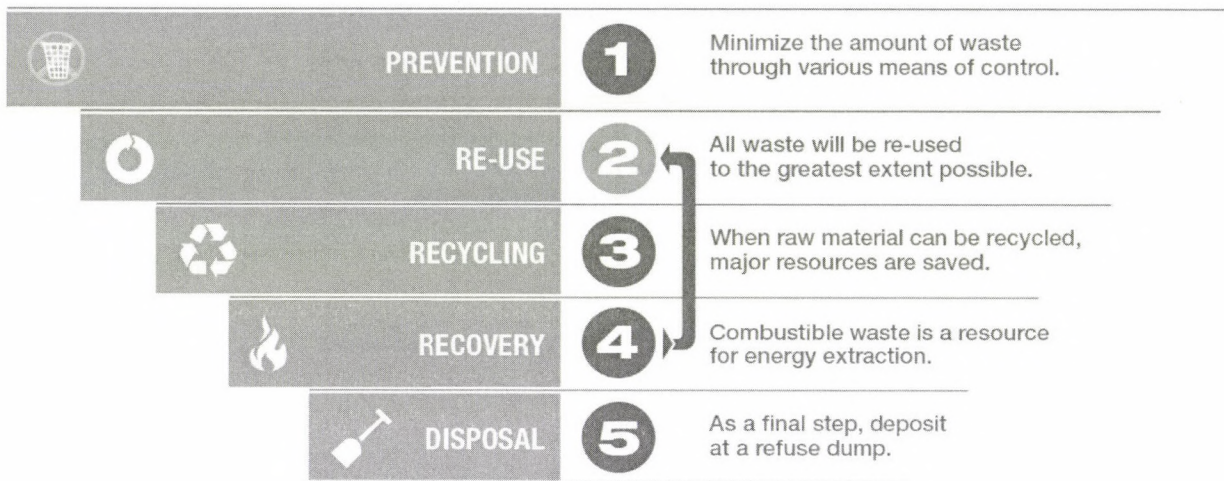 PREVENTION
1
Minimize the amount of waste
through various means of control.
RE-USE
2
All waste will be re-used
to the greatest extent possible.
RECYCLING
3
When raw material can be recycled,
major resources are saved.
RECOVERY
4
Combustible waste is a resource
for energy extraction.
DISPOSAL
5
As a final step, deposit
at a refuse dump.